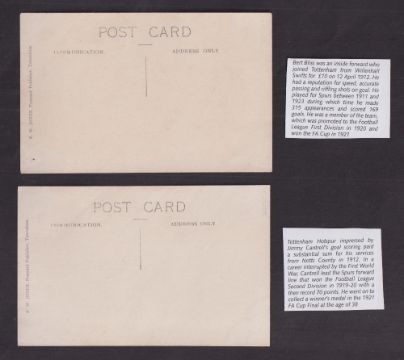 POST CARD
COMMUNICATION.
ADDRESS ONLY.
Bert Bliss was an inside forward who
joined Tottenham from Willenhall
Swifts for £10 on 12 April 1912. He
had a reputation for speed, accurate
passing and rifling shots on goal. He
played for Spurs between 1911 and
1923 during which time he made
315 appearances and scored 169
goals. He was a member of the team,
which was promoted to the Football
League First Division in 1920 and
won the FA Cup in 1921
POST CARD
COMMUNICATION.
ADDRESS ONLY.
Tottenham Hotspur impressed by
Jimmy Cantrell's goal scoring paid
a substantial sum for his services
from Notts County in 1912. In a
career interrupted by the First World
War, Cantrell lead the Spurs forward
line that won the Football League
Second Division in 1919-20 with a
then record 70 points. He went on to
collect a winner's medal in the 1921
FA Cup Final at the age of 38